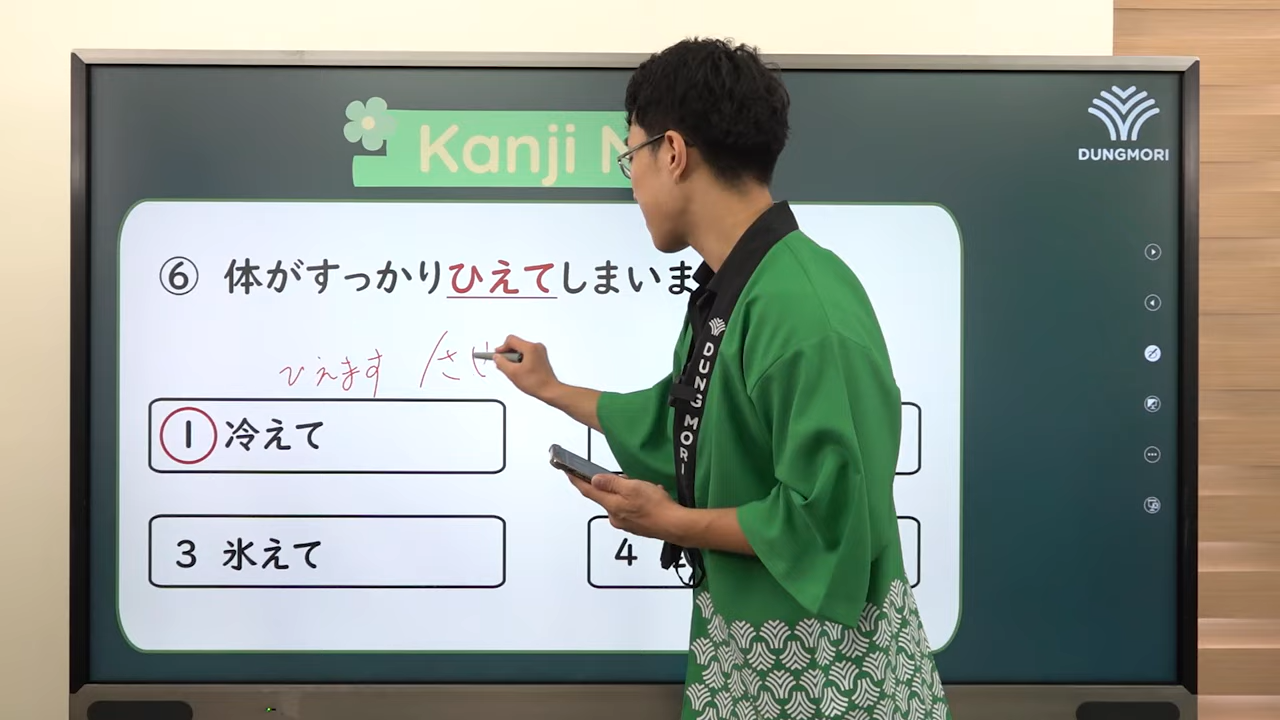 Kanji
DUNGMORI
⑥ 体がすっかりひえてしまいま
ひえます /さ
1 冷えて
3 氷えて
4
DUNG MORI